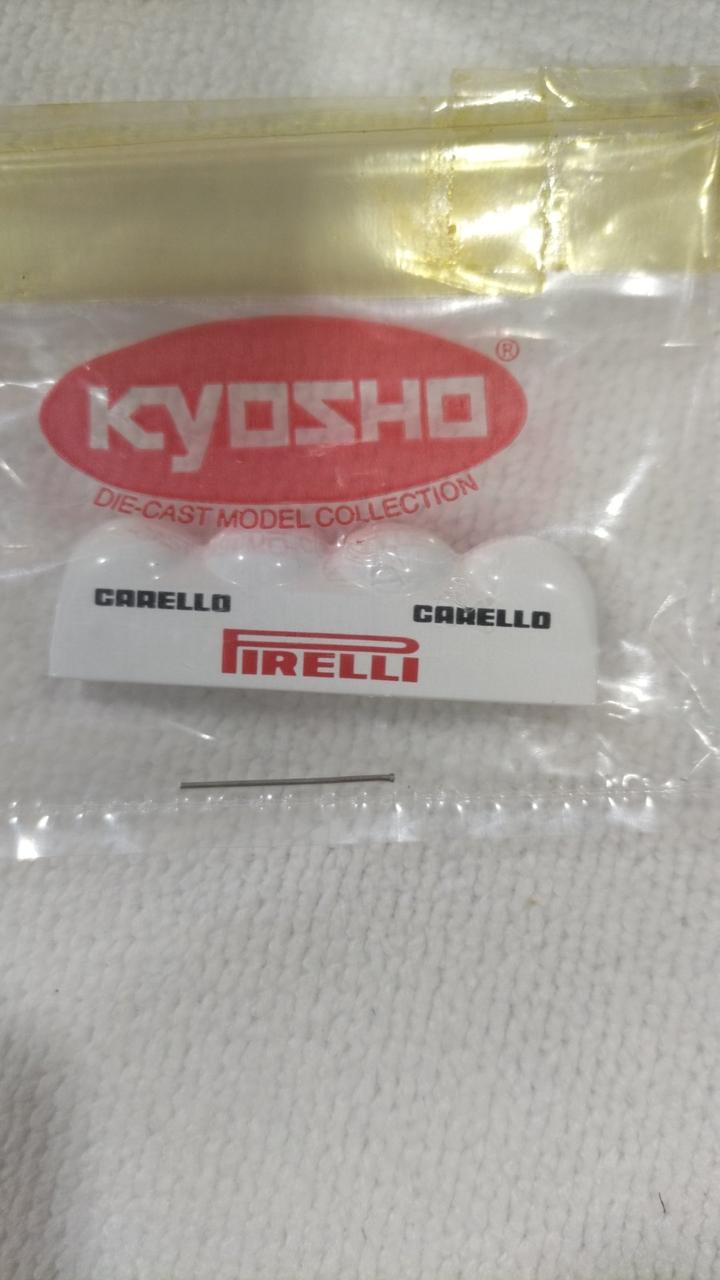 KYOSHO
®
DIE-CAST MODEL COLLECTION
CARELLO
CARELLO
PIRELLI